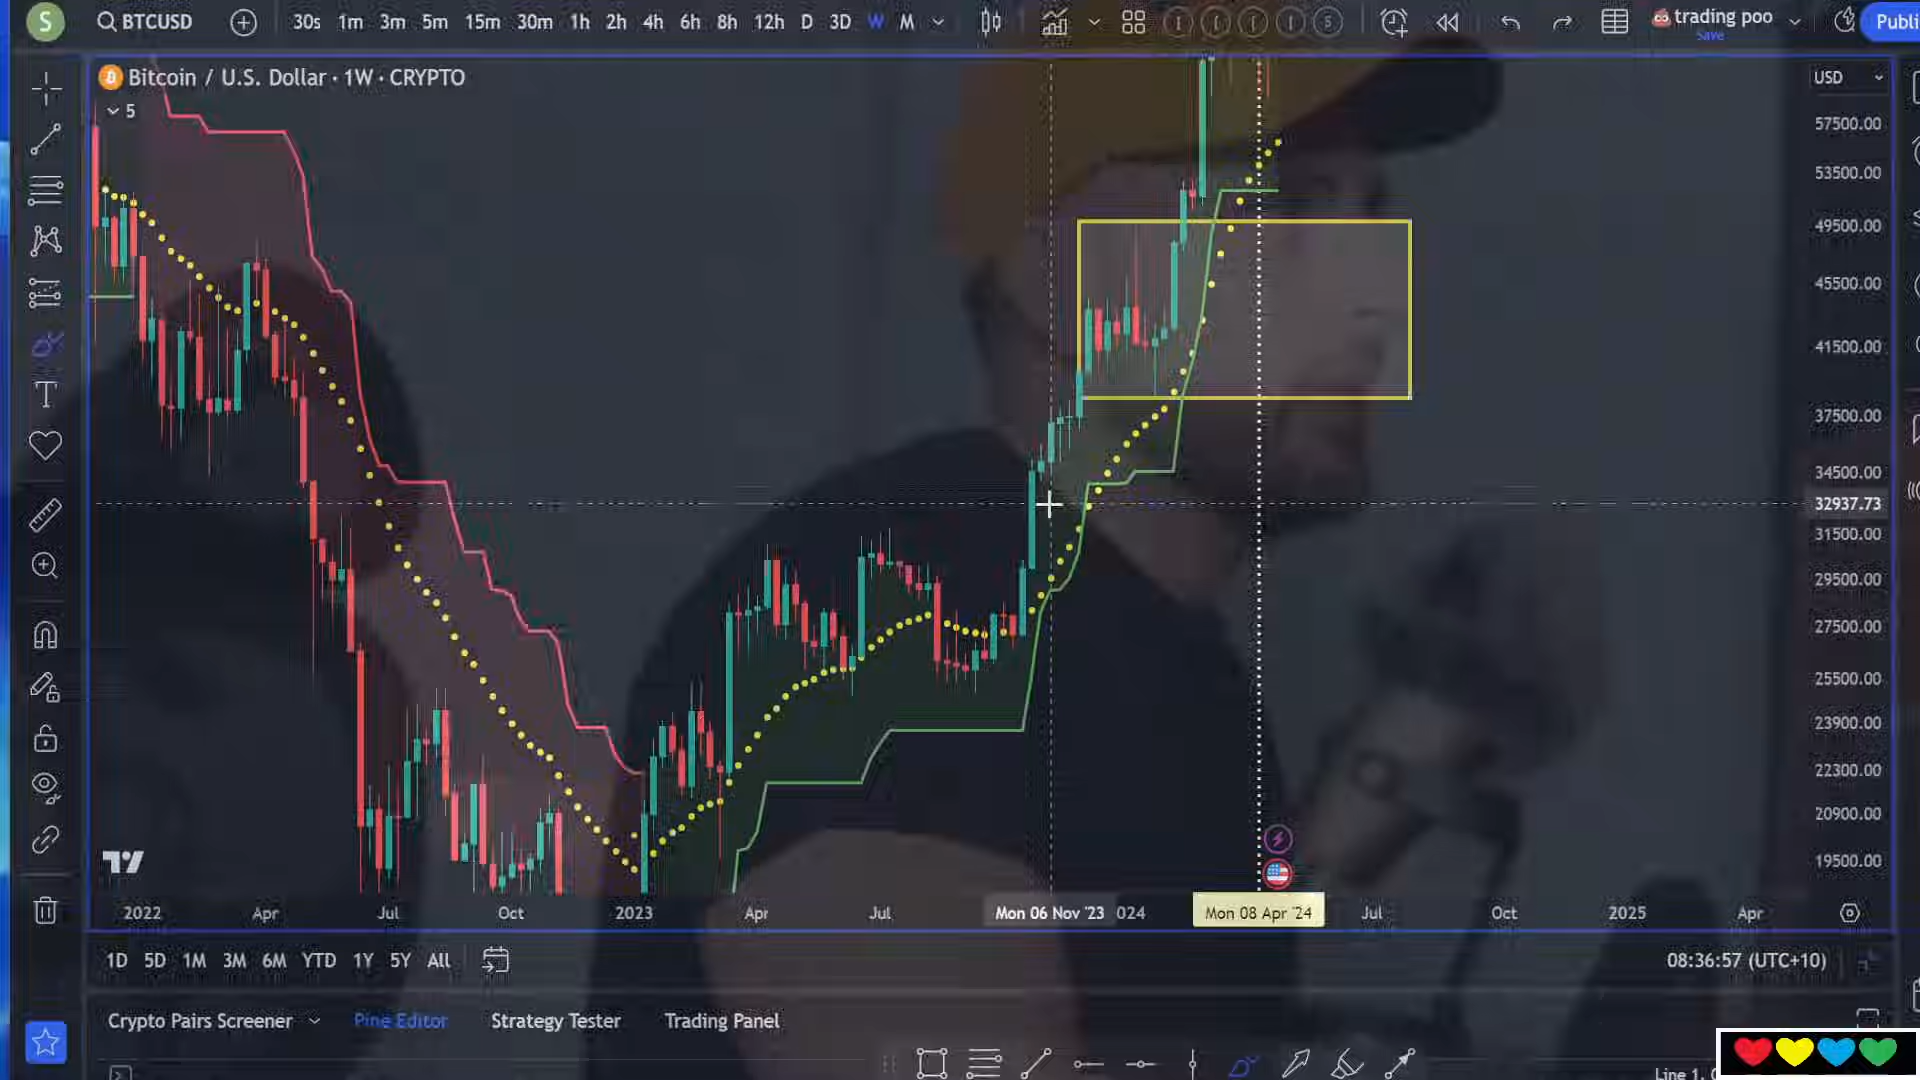 S BTCUSD 30s 1m 3m 5m 15m 30m 1h 2h 4h 6h 8h 12h D 3D W M trading poo Publi
Save
Bitcoin / U.S. Dollar · 1W · CRYPTO
USD
5
57500.00
53500.00
49500.00
45500.00
41500.00
37500.00
34500.00
32937.73
31500.00
29500.00
27500.00
25500.00
23900.00
22300.00
20900.00
19500.00
2022 Apr Jul Oct 2023 Apr Jul Mon 06 Nov '23 024 Mon 08 Apr '24 Jul Oct 2025 Apr
1D 5D 1M 3M 6M YTD 1Y 5Y All 08:36:57 (UTC+10)
Crypto Pairs Screener Pine Editor Strategy Tester Trading Panel
Line 1,